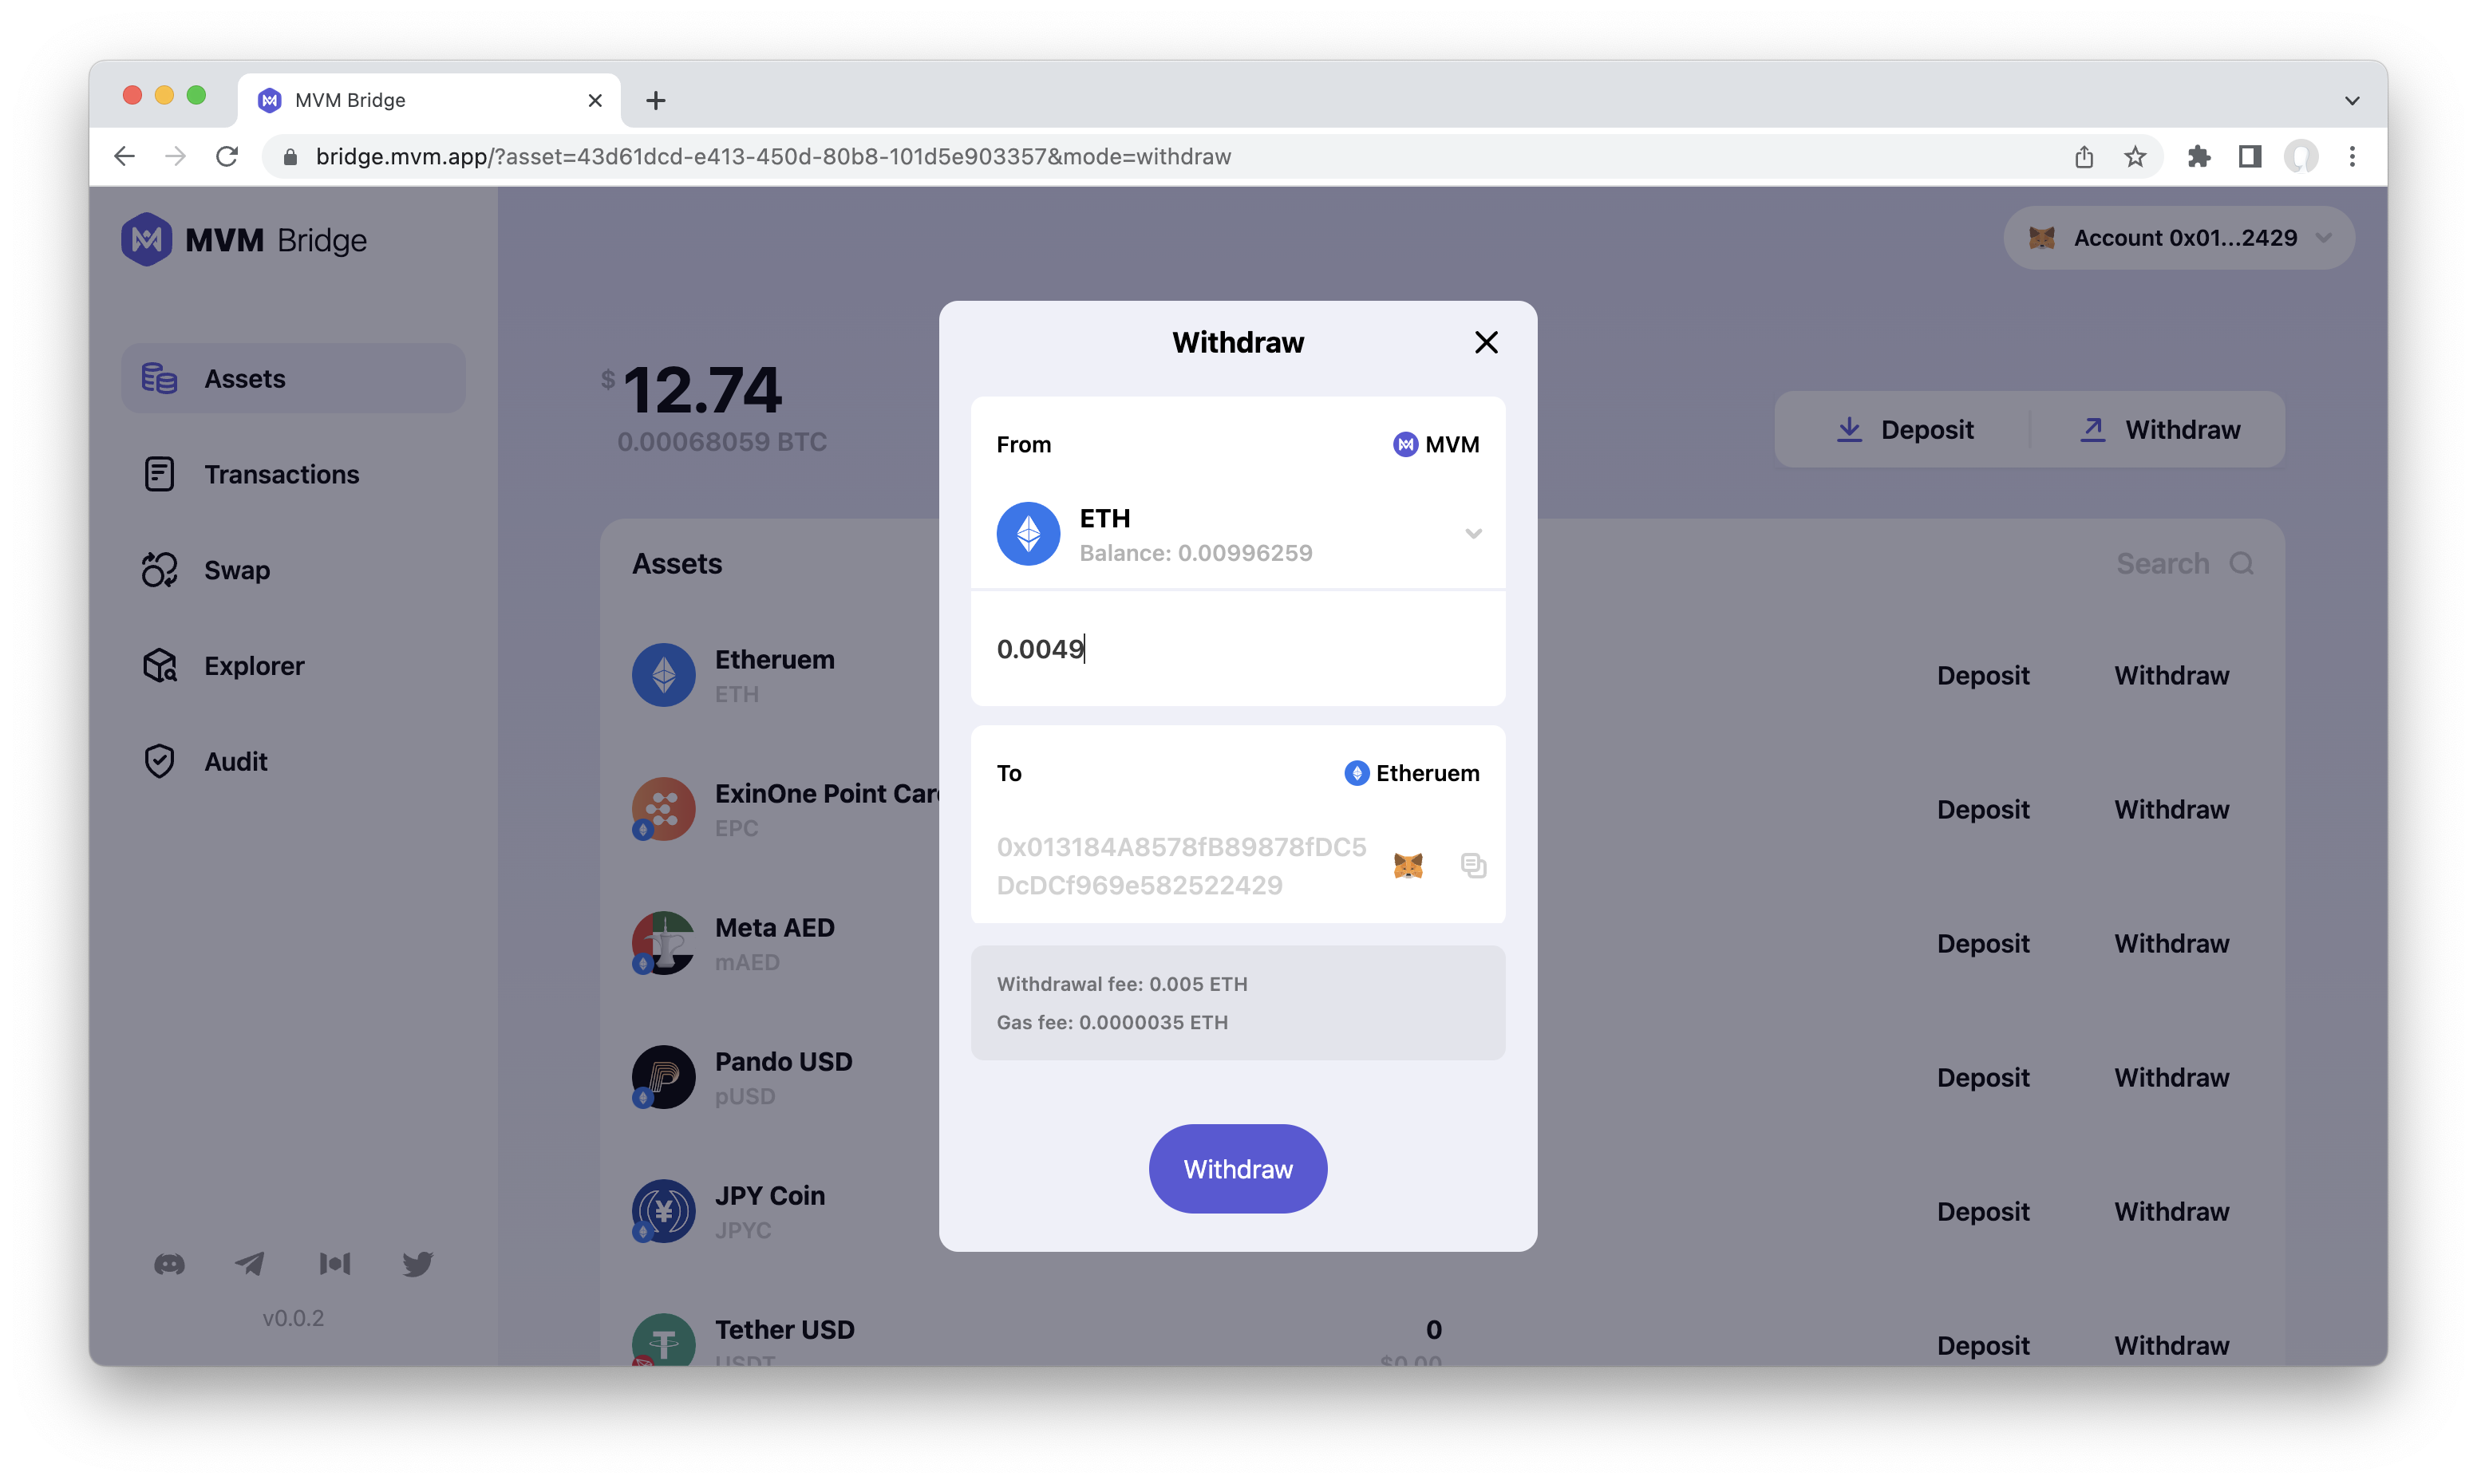 MVM Bridge
bridge.mvm.app/?asset=43d61dcd-e413-450d-80b8-101d5e903357&mode=withdraw
MVM Bridge
Account 0x01...2429
Assets
Transactions
Swap
Explorer
Audit
v0.0.2
$ 12.74
0.00068059 BTC
Deposit
Withdraw
Assets
Search
Etheruem
ETH
Deposit
Withdraw
ExinOne Point Card
EPC
Deposit
Withdraw
Meta AED
mAED
Deposit
Withdraw
Pando USD
pUSD
Deposit
Withdraw
JPY Coin
JPYC
Deposit
Withdraw
Tether USD
USDT
0
$0.00
Deposit
Withdraw
Withdraw
From
MVM
ETH
Balance: 0.00996259
0.0049
To
Etheruem
0x013184A8578fB89878fDC5
DcDCf969e582522429
Withdrawal fee: 0.005 ETH
Gas fee: 0.0000035 ETH
Withdraw